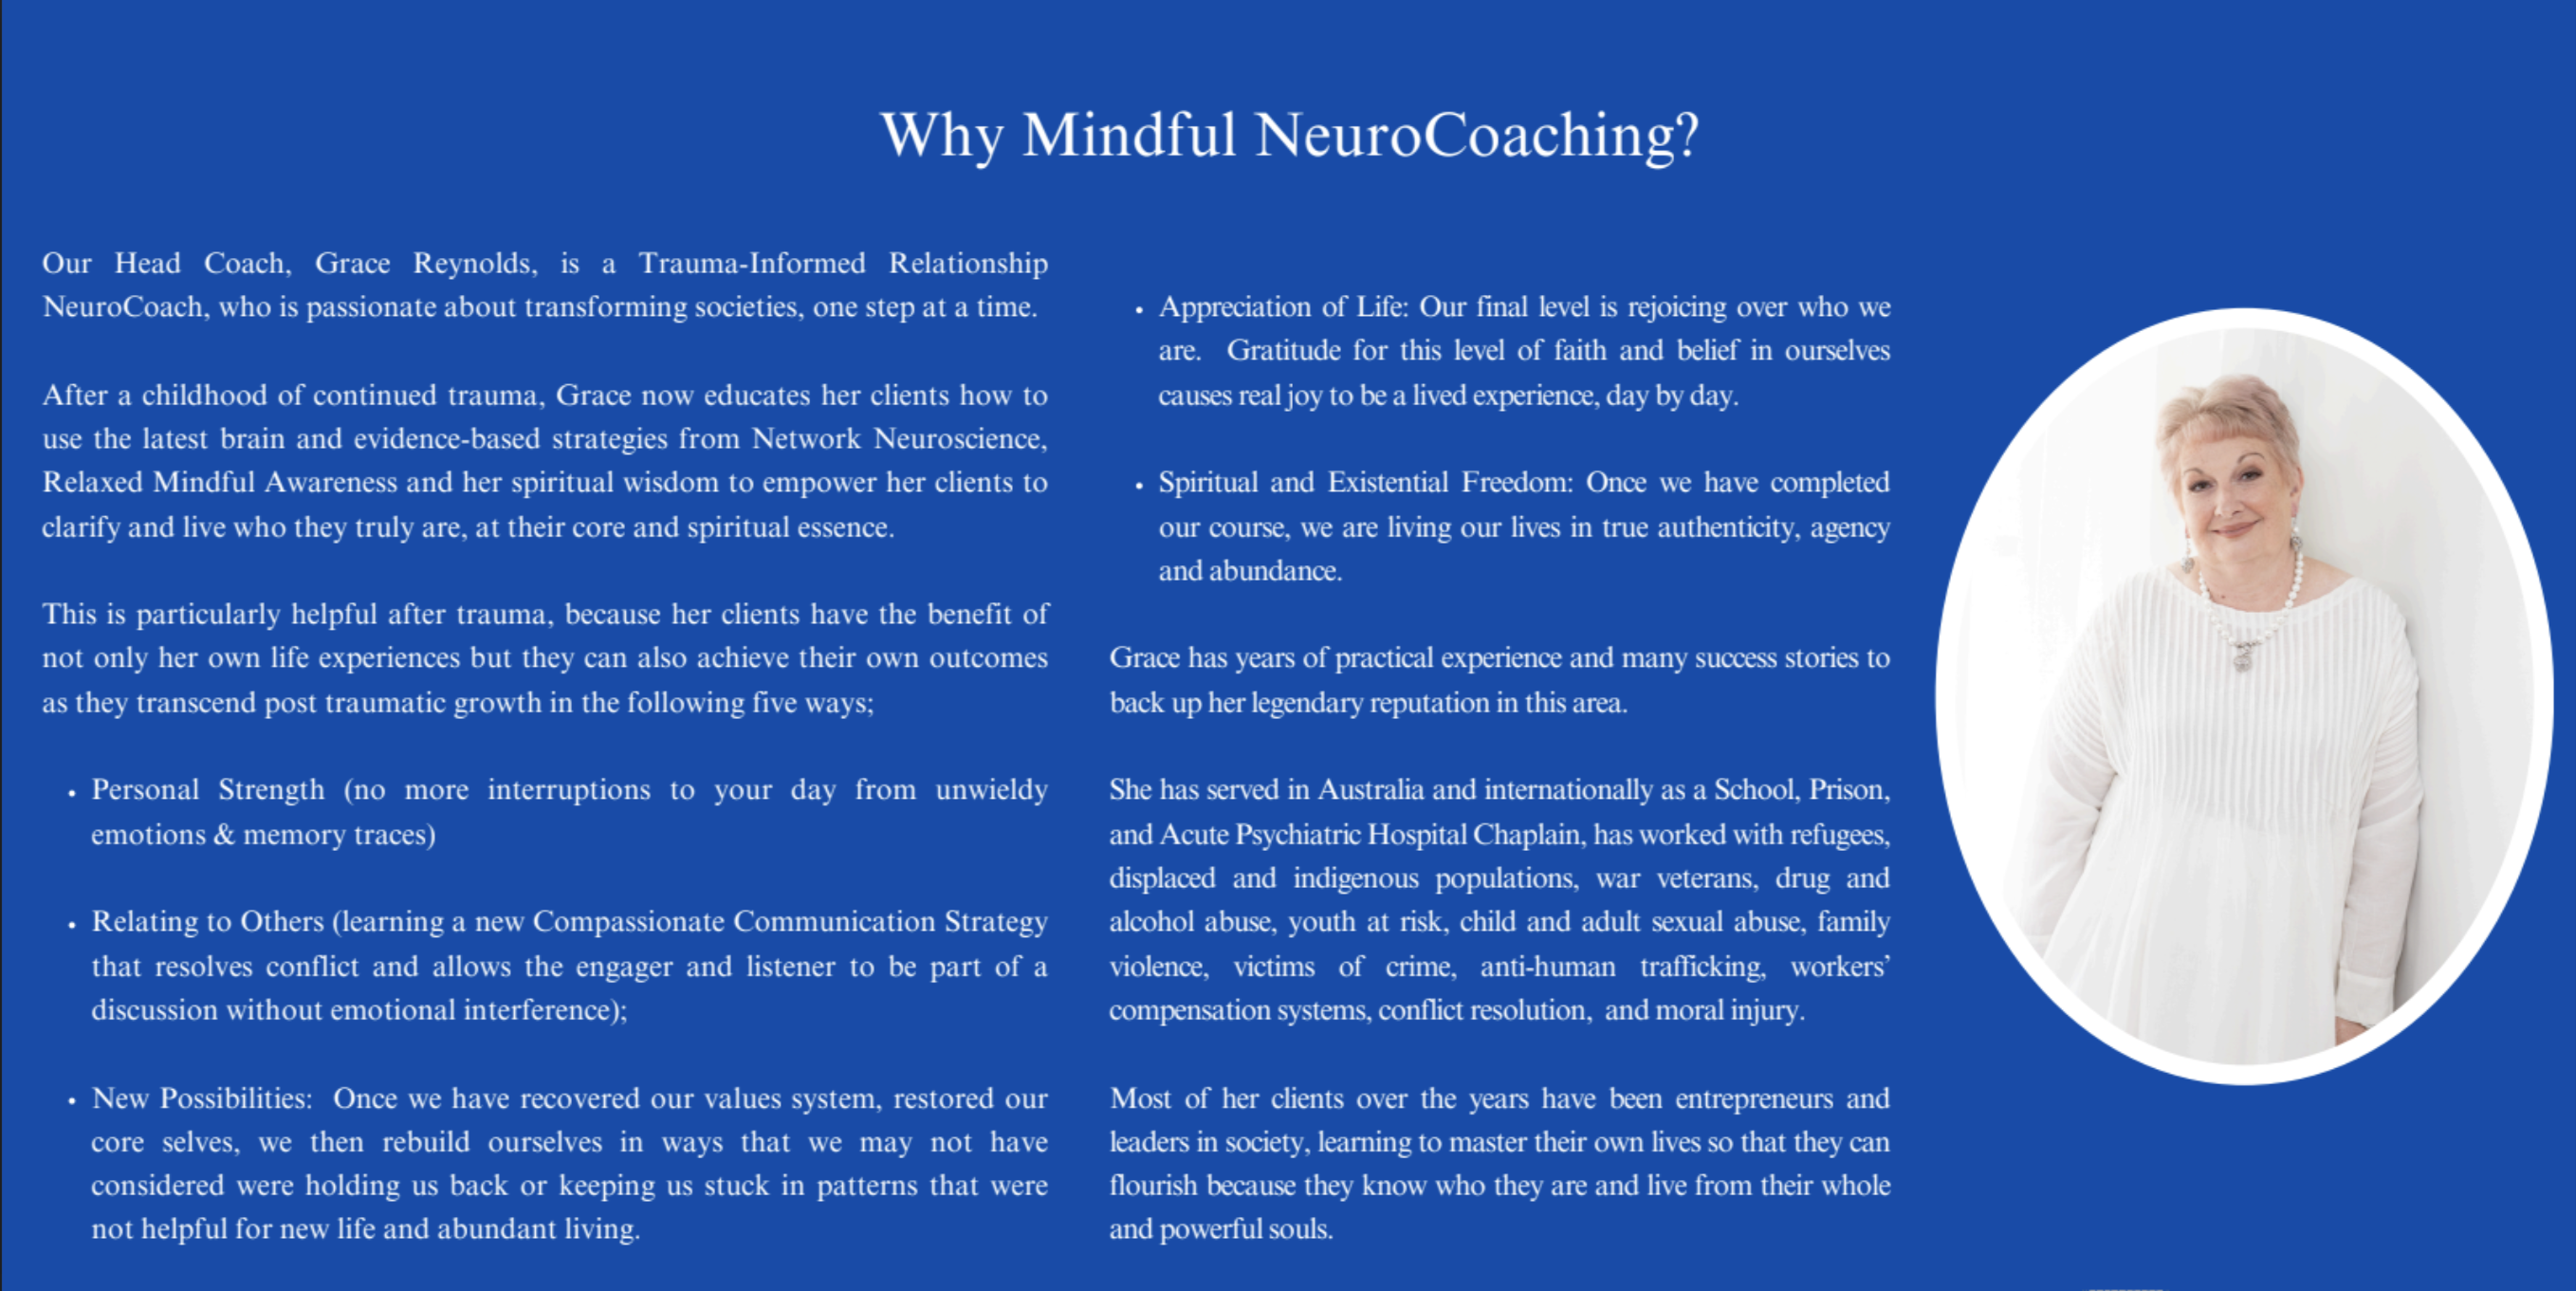 Why Mindful NeuroCoaching?
Our Head Coach, Grace Reynolds, is a Trauma-Informed Relationship
NeuroCoach, who is passionate about transforming societies, one step at a time.
After a childhood of continued trauma, Grace now educates her clients how to
use the latest brain and evidence-based strategies from Network Neuroscience,
Relaxed Mindful Awareness and her spiritual wisdom to empower her clients to
clarify and live who they truly are, at their core and spiritual essence.
This is particularly helpful after trauma, because her clients have the benefit of
not only her own life experiences but they can also achieve their own outcomes
as they transcend post traumatic growth in the following five ways;
• Personal Strength (no more interruptions to your day from unwieldy
emotions & memory traces)
• Relating to Others (learning a new Compassionate Communication Strategy
that resolves conflict and allows the engager and listener to be part of a
discussion without emotional interference);
• New Possibilities: Once we have recovered our values system, restored our
core selves, we then rebuild ourselves in ways that we may not have
considered were holding us back or keeping us stuck in patterns that were
not helpful for new life and abundant living.
• Appreciation of Life: Our final level is rejoicing over who we
are. Gratitude for this level of faith and belief in ourselves
causes real joy to be a lived experience, day by day.
• Spiritual and Existential Freedom: Once we have completed
our course, we are living our lives in true authenticity, agency
and abundance.
Grace has years of practical experience and many success stories to
back up her legendary reputation in this area.
She has served in Australia and internationally as a School, Prison,
and Acute Psychiatric Hospital Chaplain, has worked with refugees,
displaced and indigenous populations, war veterans, drug and
alcohol abuse, youth at risk, child and adult sexual abuse, family
violence, victims of crime, anti-human trafficking, workers’
compensation systems, conflict resolution, and moral injury.
Most of her clients over the years have been entrepreneurs and
leaders in society, learning to master their own lives so that they can
flourish because they know who they are and live from their whole
and powerful souls.